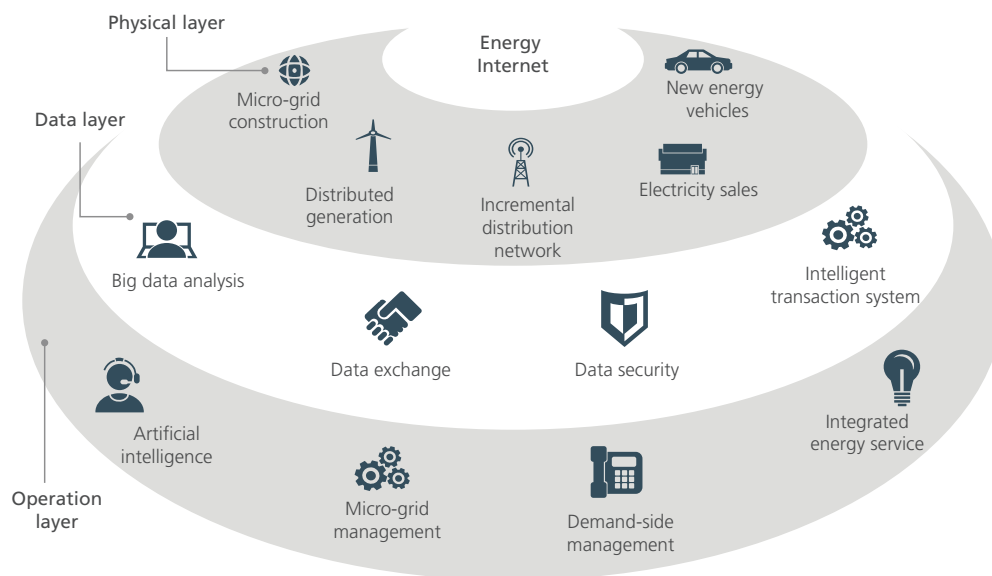 Physical layer
Energy
Internet
Micro-grid
construction
New energy
vehicles
Data layer
Distributed
generation
Incremental
distribution
network
Electricity sales
Big data analysis
Intelligent
transaction system
Data exchange
Data security
Artificial
intelligence
Integrated
energy service
Operation
layer
Micro-grid
management
Demand-side
management